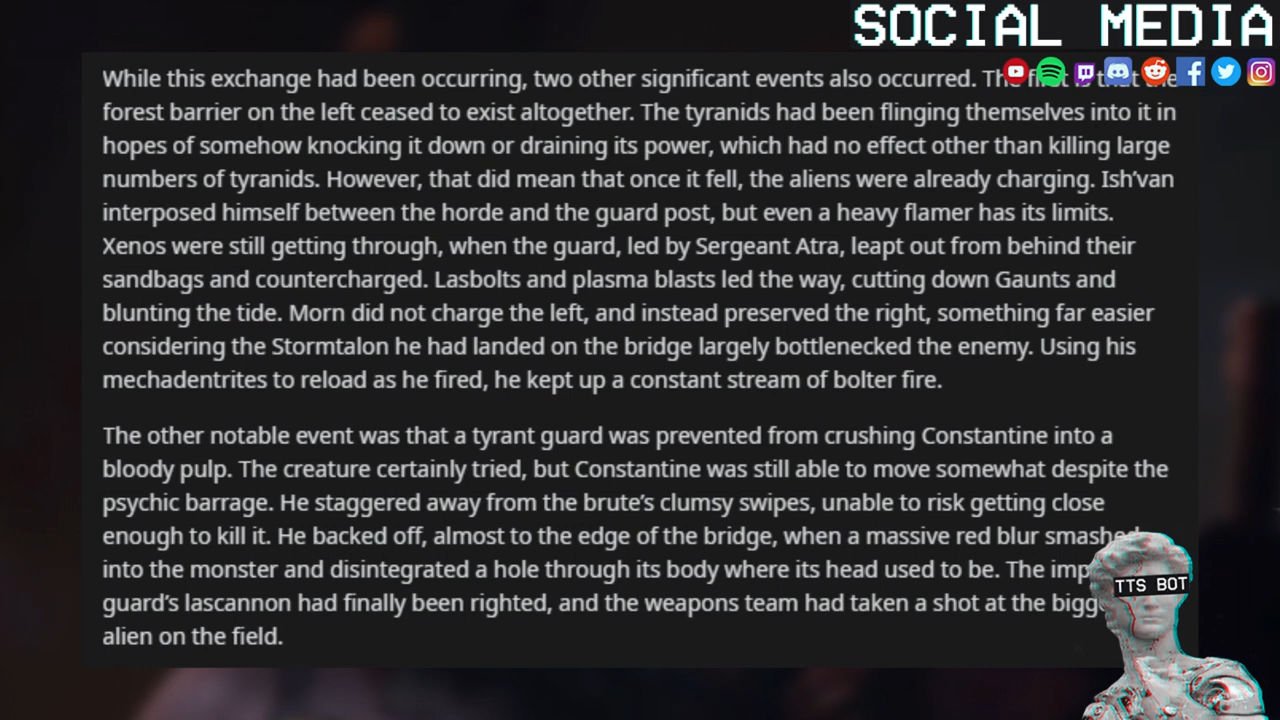 SOCIAL MEDIA
While this exchange had been occurring, two other significant events also occurred. The first is that the
forest barrier on the left ceased to exist altogether. The tyranids had been flinging themselves into it in
hopes of somehow knocking it down or draining its power, which had no effect other than killing large
numbers of tyranids. However, that did mean that once it fell, the aliens were already charging. Ish’van
interposed himself between the horde and the guard post, but even a heavy flamer has its limits.
Xenos were still getting through, when the guard, led by Sergeant Atra, leapt out from behind their
sandbags and countercharged. Lasbolts and plasma blasts led the way, cutting down Gaunts and
blunting the tide. Morn did not charge the left, and instead preserved the right, something far easier
considering the Stormtalon he had landed on the bridge largely bottlenecked the enemy. Using his
mechadentrites to reload as he fired, he kept up a constant stream of bolter fire.
The other notable event was that a tyrant guard was prevented from crushing Constantine into a
bloody pulp. The creature certainly tried, but Constantine was still able to move somewhat despite the
psychic barrage. He staggered away from the brute’s clumsy swipes, unable to risk getting close
enough to kill it. He backed off, almost to the edge of the bridge, when a massive red blur smashed
into the monster and disintegrated a hole through its body where its head used to be. The
guard’s lascannon had finally been righted, and the weapons team had taken a shot at the
alien on the field.
TTS BOT